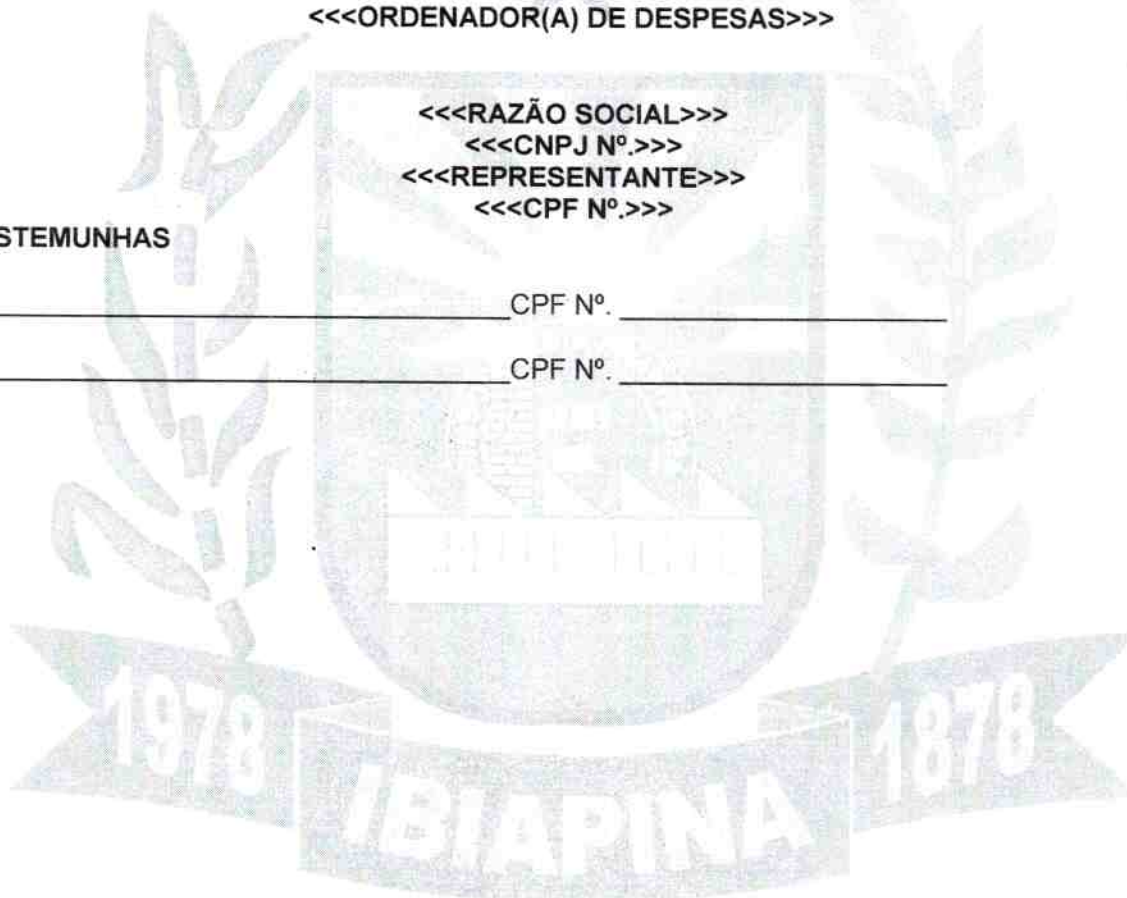 <<<ORDENADOR(A) DE DESPESAS>>>
<<<RAZÃO SOCIAL>>>
<<<CNPJ Nº.>>>
<<<REPRESENTANTE>>>
<<<CPF Nº.>>>
STEMUNHAS
CPF Nº.
CPF Nº.
1978
1878
IBIAPINA